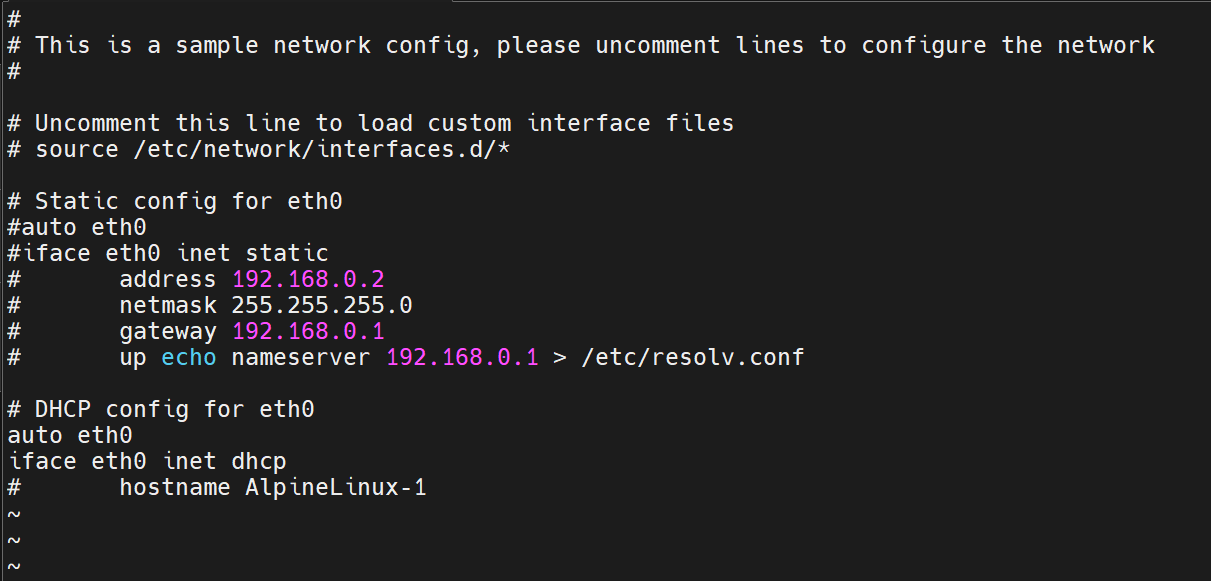 #
# This is a sample network config, please uncomment lines to configure the network
#

# Uncomment this line to load custom interface files
# source /etc/network/interfaces.d/*

# Static config for eth0
#auto eth0
#iface eth0 inet static
#       address 192.168.0.2
#       netmask 255.255.255.0
#       gateway 192.168.0.1
#       up echo nameserver 192.168.0.1 > /etc/resolv.conf

# DHCP config for eth0
auto eth0
iface eth0 inet dhcp
#       hostname AlpineLinux-1
~
~
~